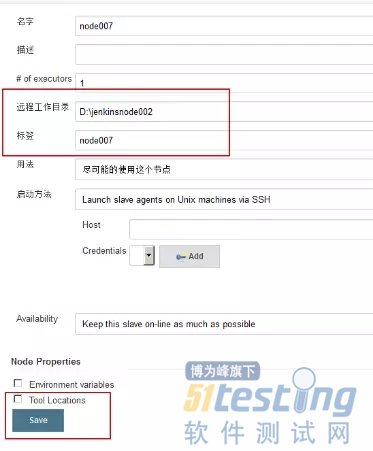 名字 node007
描述
# of executors 1
远程工作目录 D:\jenkinsnode002
标签 node007
用法 尽可能的使用这个节点
启动方法 Launch slave agents on Unix machines via SSH
Host
Credentials Add
Availability Keep this slave on-line as much as possible
Node Properties
Environment variables
Tool Locations
Save
博为峰旗下
51testing
软件测试网